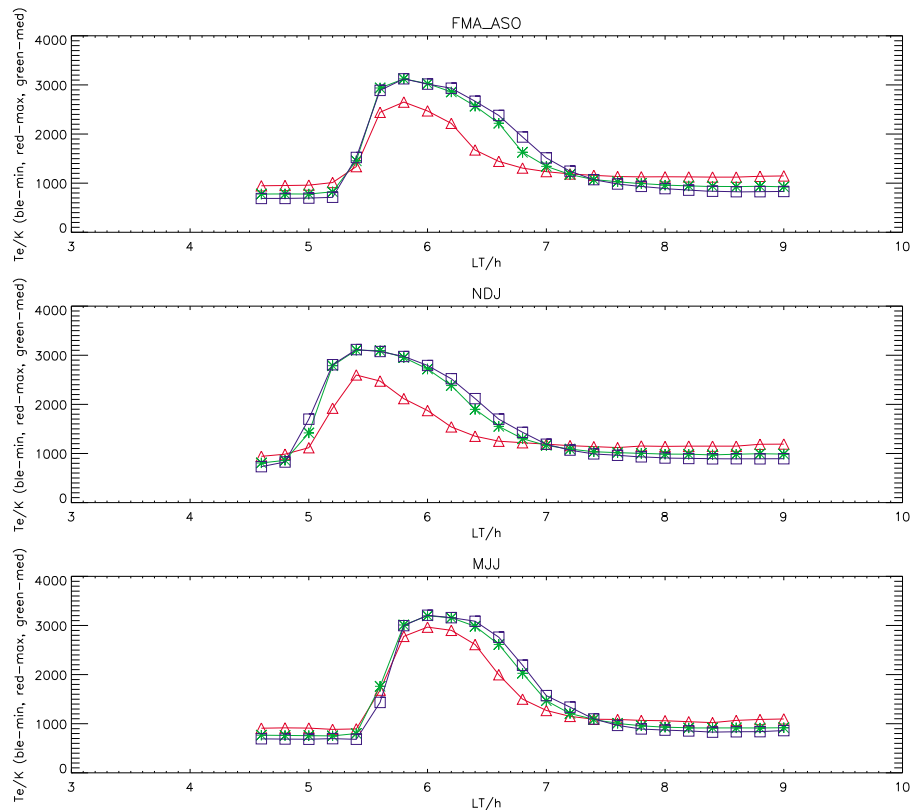 FMA_ASO
4000
3000
2000
1000
0
Te/K (ble-min, red-max, green-med)
3 4 5 6 7 8 9 10
LT/h
NDJ
4000
3000
2000
1000
0
Te/K (ble-min, red-max, green-med)
3 4 5 6 7 8 9 10
LT/h
MJJ
4000
3000
2000
1000
0
Te/K (ble-min, red-max, green-med)
3 4 5 6 7 8 9 10
LT/h